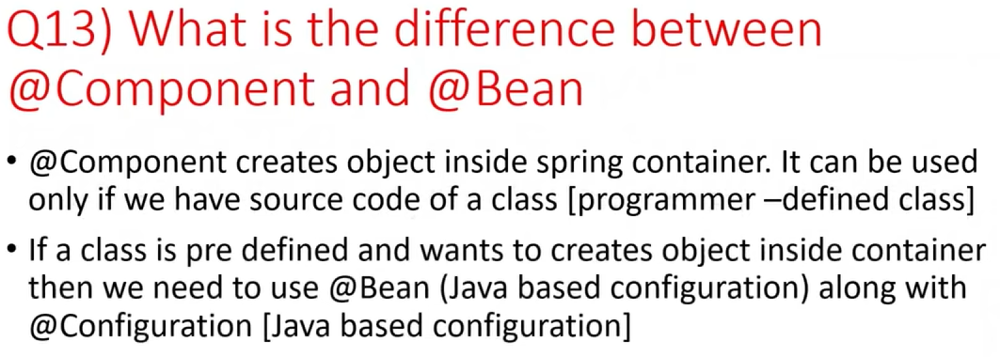 Q13) What is the difference between
@Component and @Bean
• @Component creates object inside spring container. It can be used
only if we have source code of a class [programmer –defined class]
• If a class is pre defined and wants to creates object inside container
then we need to use @Bean (Java based configuration) along with
@Configuration [Java based configuration]